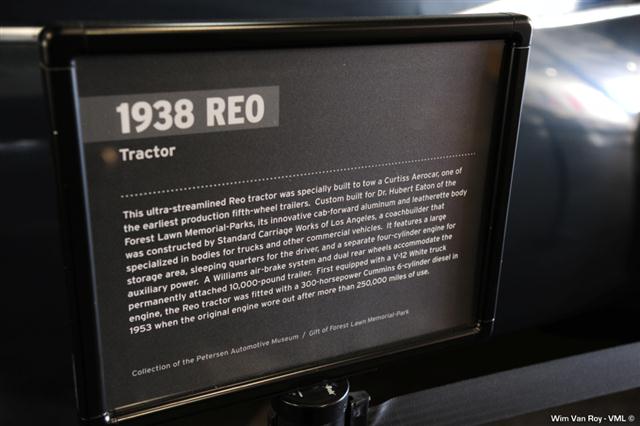 1938 REO
Tractor
This ultra-streamlined Reo tractor was specially built to tow a Curtiss Aerocar, one of
the earliest production fifth-wheel trailers. Custom built for Dr. Hubert Eaton of the
Forest Lawn Memorial-Parks, its innovative cab-forward aluminum and leatherette body
was constructed by Standard Carriage Works of Los Angeles, a coachbuilder that
specialized in bodies for trucks and other commercial vehicles. It features a large
storage area, sleeping quarters for the driver, and a separate four-cylinder engine for
auxiliary power. A Williams air-brake system and dual rear wheels accommodate the
permanently attached 10,000-pound trailer. First equipped with a V-12 White truck
engine, the Reo tractor was fitted with a 300-horsepower Cummins 6-cylinder diesel in
1953 when the original engine wore out after more than 250,000 miles of use.
Collection of the Petersen Automotive Museum / Gift of Forest Lawn Memorial-Park
Wim Van Roy - VML ©